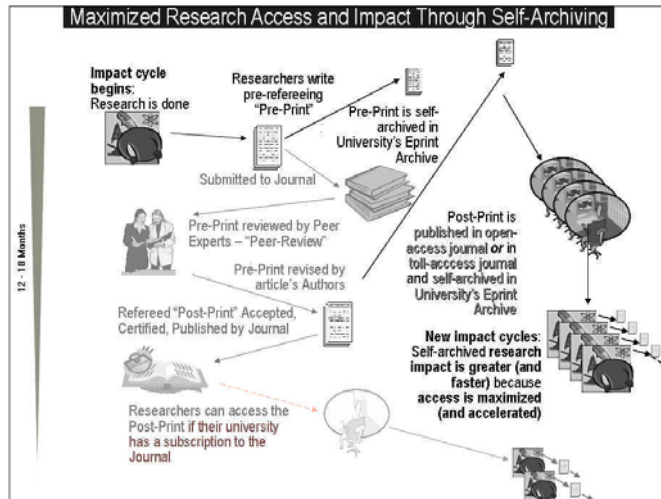 Maximized Research Access and Impact Through Self-Archiving
Impact cycle
begins:
Research is done
Researchers write
pre-refereeing
"Pre-Print"
Pre-Print is self-
archived in
University's Eprint
Archive
12 - 18 Months
Submitted to Journal
Pre-Print reviewed by Peer
Experts – "Peer-Review"
Pre-Print revised by
article's Authors
Refereed "Post-Print" Accepted,
Certified, Published by Journal
Researchers can access the
Post-Print if their university
has a subscription to the
Journal
Post-Print is
published in open-
access journal or in
toll-acccess journal
and self-archived in
University's Eprint
Archive
New impact cycles:
Self-archived research
impact is greater (and
faster) because
access is maximized
(and accelerated)